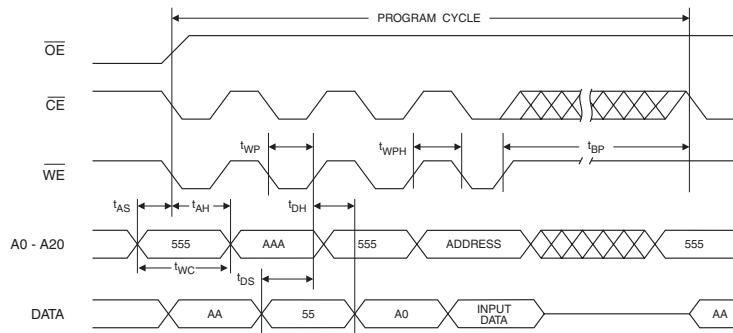 PROGRAM CYCLE
OE
CE
tWP
tWPH
tBP
WE
tAS
tAH
tDH
A0 - A20
555
AAA
555
ADDRESS
555
tWC
tDS
DATA
AA
55
A0
INPUT
DATA
AA